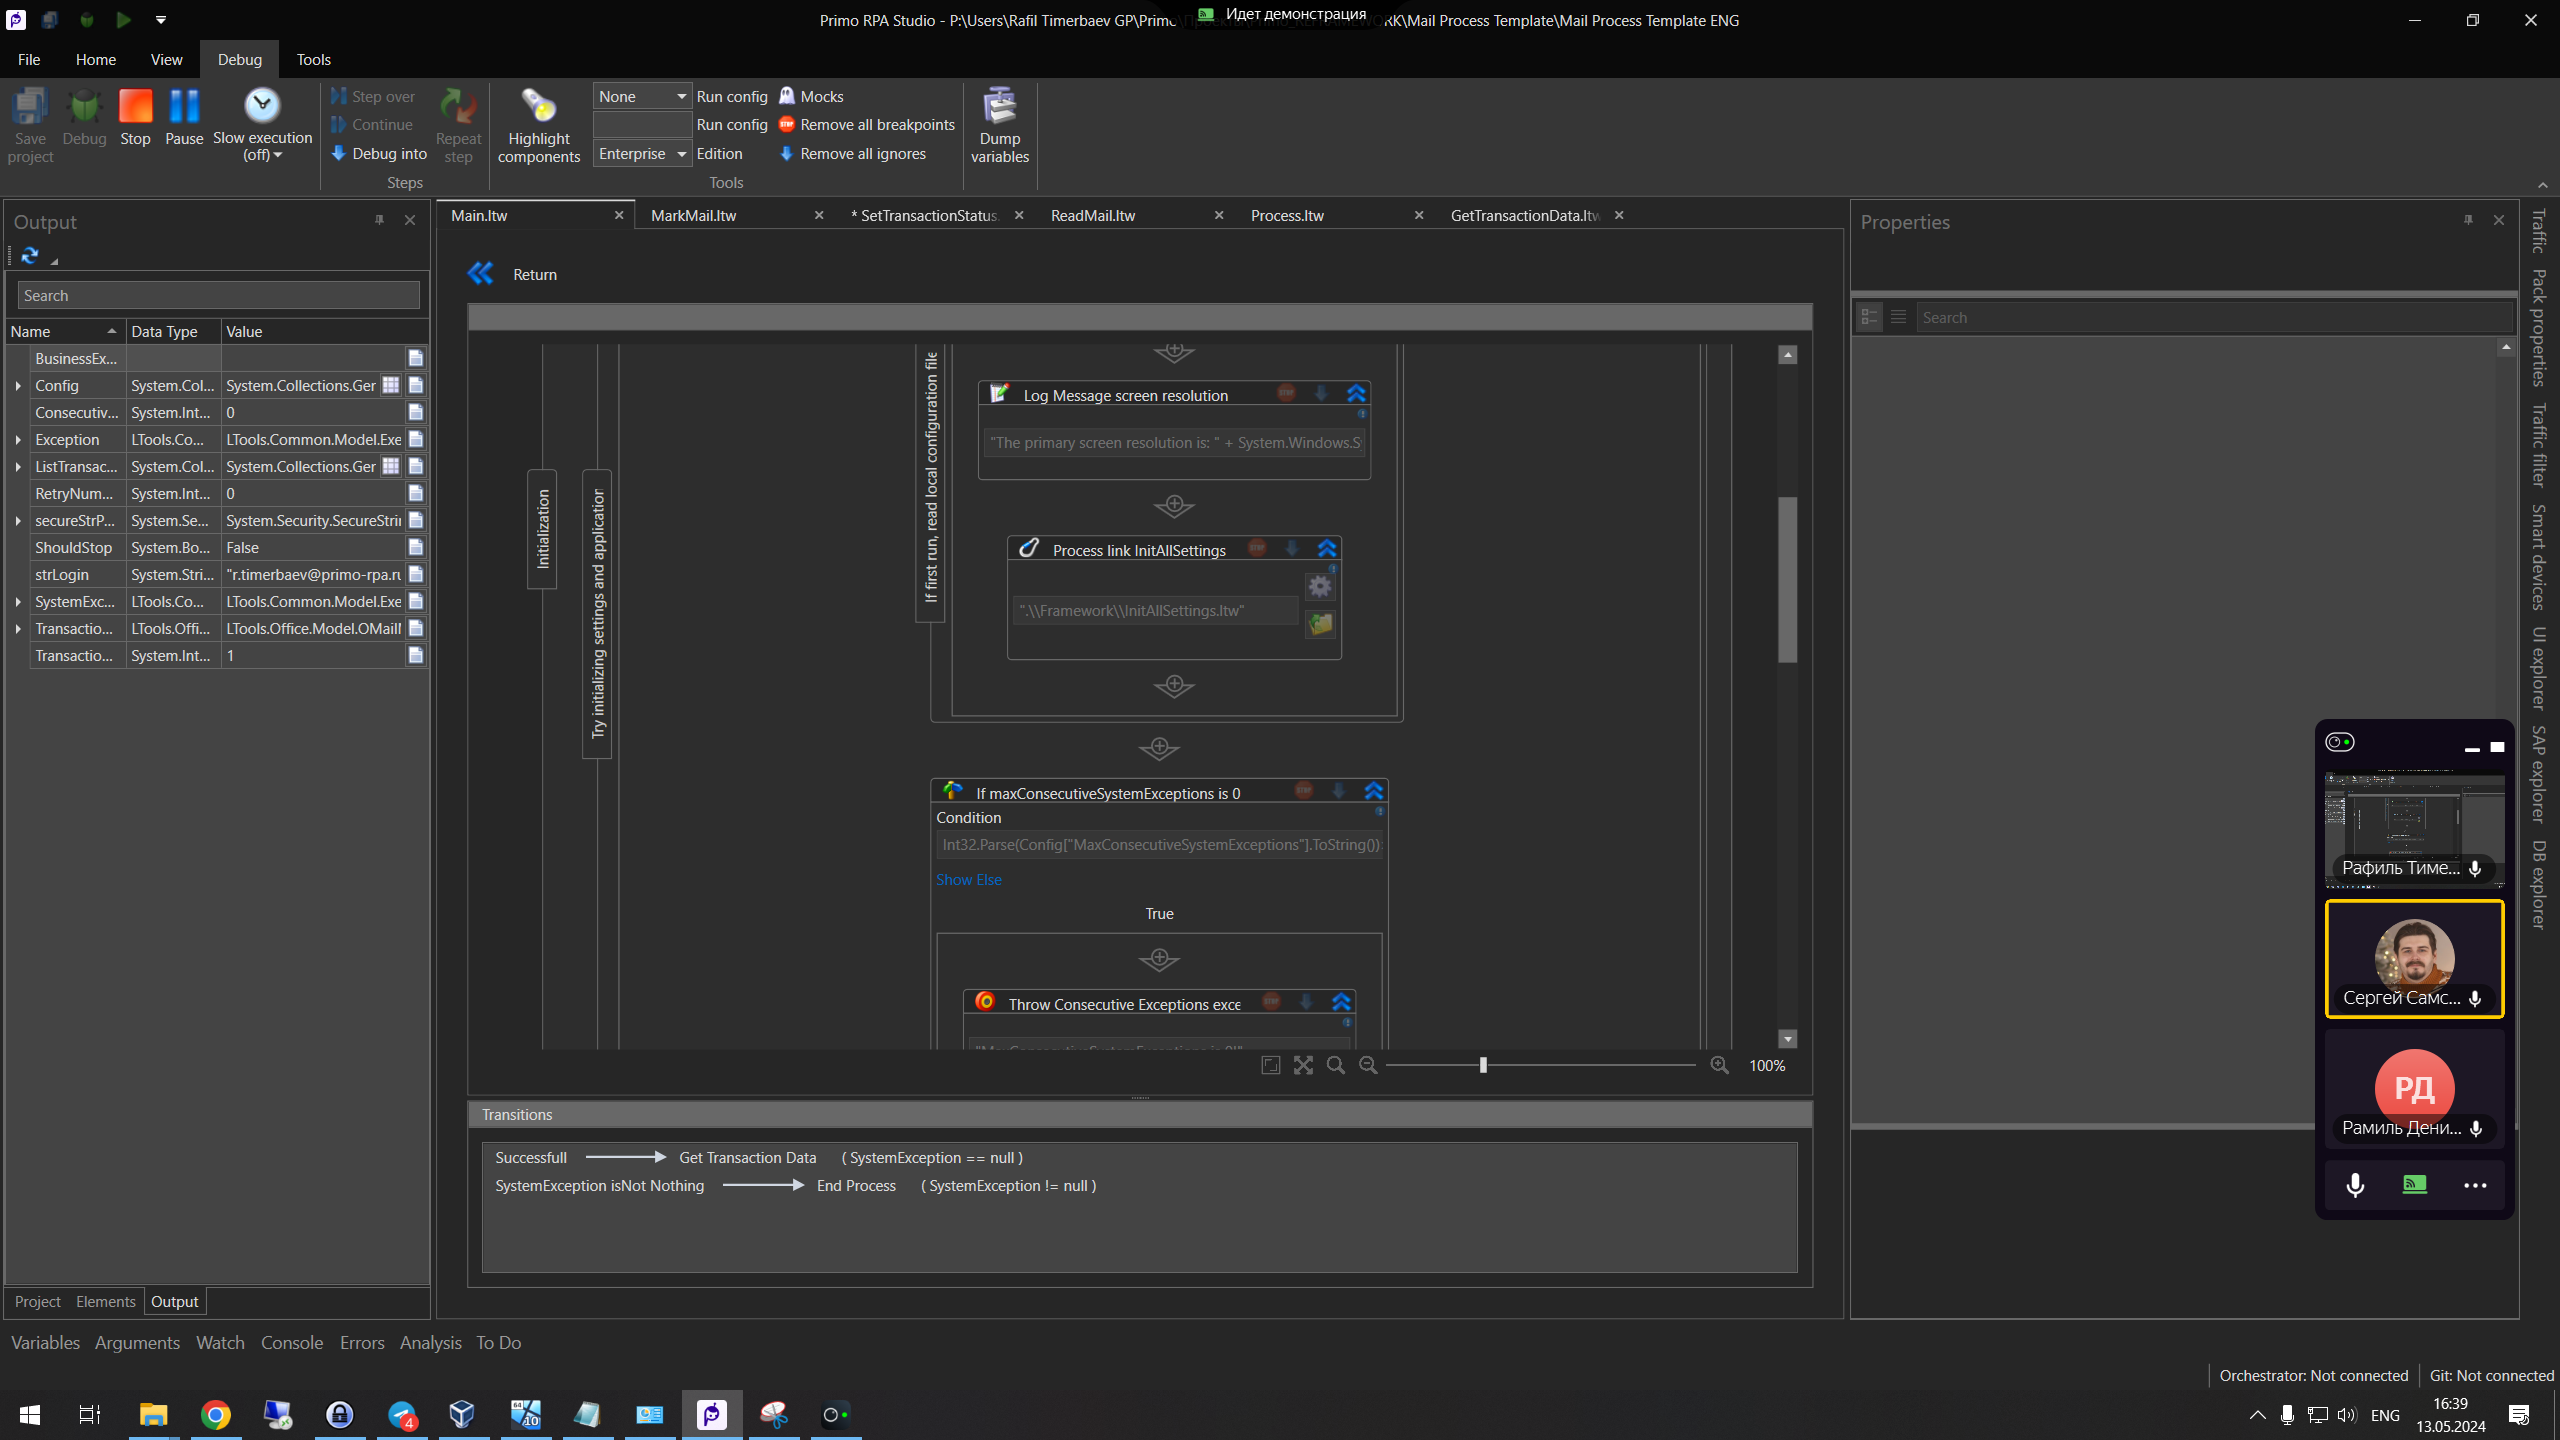 Primo RPA Studio - P:\Users\Rafil Timerbaev GP\Primo
Идет демонстрация
RK\Mail Process Template\Mail Process Template ENG
File
Home
View
Debug
Tools
Save project
Debug
Stop
Pause
Slow execution (off)
Step over
Continue
Debug into
Repeat step
Steps
Highlight components
None
Run config
Run config
Enterprise
Edition
Mocks
Remove all breakpoints
Remove all ignores
Tools
Dump variables
Output
Search
Name Data Type Value
BusinessEx...
Config System.Col... System.Collections.Ger
Consecutiv... System.Int... 0
Exception LTools.Co... LTools.Common.Model.Exe
ListTransac... System.Col... System.Collections.Ger
RetryNum... System.Int... 0
secureStrP... System.Se... System.Security.SecureStrin
ShouldStop System.Bo... False
strLogin System.Stri... "r.timerbaev@primo-rpa.ru
SystemExc... LTools.Co... LTools.Common.Model.Exe
Transactio... LTools.Offi... LTools.Office.Model.OMailM
Transactio... System.Int... 1
Project Elements Output
Main.ltw
MarkMail.ltw
* SetTransactionStatus.
ReadMail.ltw
Process.ltw
GetTransactionData.ltw
Return
Initialization
Try initializing settings and application
If first run, read local configuration file
Log Message screen resolution
"The primary screen resolution is: " + System.Windows.S
Process link InitAllSettings
".\\Framework\\InitAllSettings.ltw"
If maxConsecutiveSystemExceptions is 0
Condition
Int32.Parse(Config["MaxConsecutiveSystemExceptions"].ToString())
Show Else
True
Throw Consecutive Exceptions exce
"MaxConsecutiveSystemExceptions is 0!"
100%
Transitions
Successfull Get Transaction Data ( SystemException == null )
SystemException isNot Nothing End Process ( SystemException != null )
Properties
Search
Traffic
Pack properties
Traffic filter
Smart devices
UI explorer
SAP explorer
DB explorer
Рафиль Тиме...
Сергей Самс...
РД
Рамиль Дени...
Variables Arguments Watch Console Errors Analysis To Do
Orchestrator: Not connected
Git: Not connected
4
64
10
ENG
16:39
13.05.2024